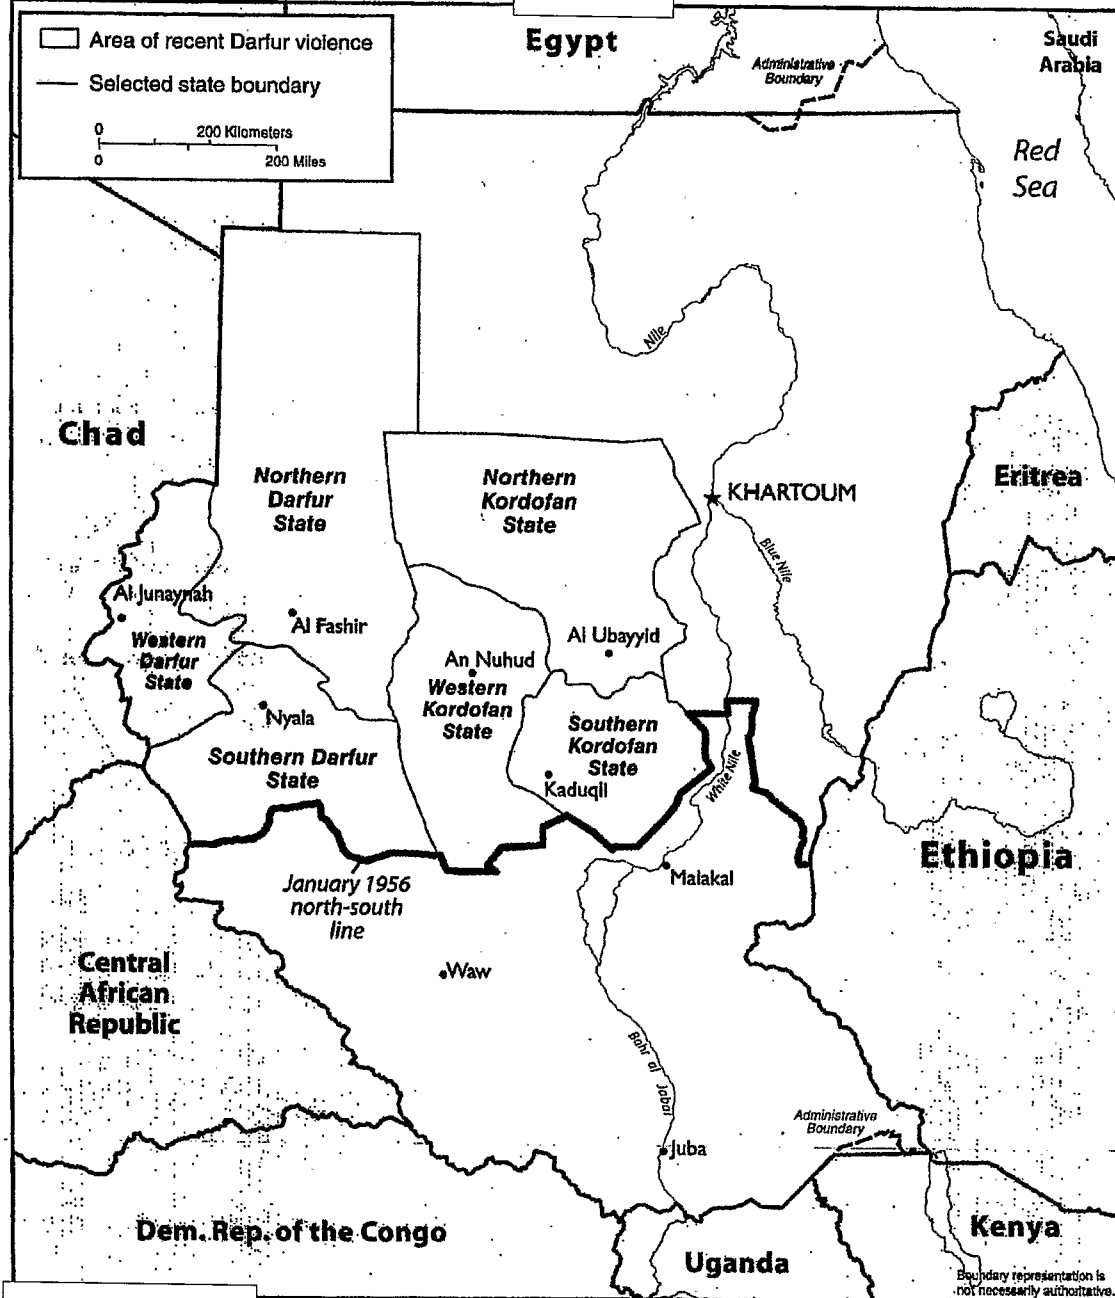 Area of recent Darfur violence
Selected state boundary
0
200 Kilometers
0
200 Miles
Egypt
Administrative
Boundary
Saudi
Arabia
Red
Sea
Nile
Chad
Northern
Darfur
State
Northern
Kordofan
State
KHARTOUM
Eritrea
Blue Nile
Al Junaynah
Al Fashir
Western
Darfur
State
Al Ubayyid
An Nuhud
Western
Kordofan
State
Nyala
Southern Darfur
State
Southern
Kordofan
State
Kaduqli
White Nile
Ethiopia
Malakal
January 1956
north-south
line
Central
African
Republic
Waw
Bahr al Jabal
Administrative
Boundary
Juba
Dem. Rep. of the Congo
Uganda
Kenya
Boundary representation is
not necessarily authoritative.